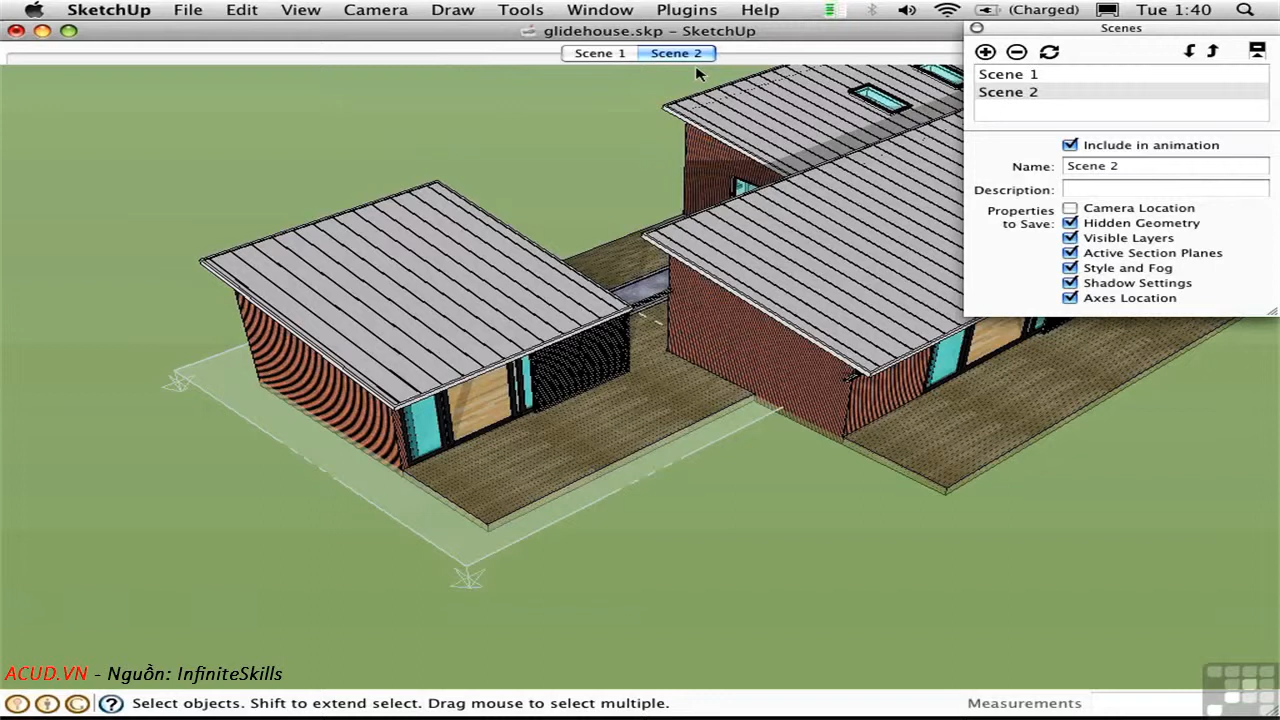 SketchUp File Edit View Camera Draw Tools Window Plugins Help (Charged) Tue 1:40
glidehouse.skp – SketchUp
Scenes
Scene 1 Scene 2
Scene 1
Scene 2
Include in animation
Name: Scene 2
Description:
Properties to Save:
Camera Location
Hidden Geometry
Visible Layers
Active Section Planes
Style and Fog
Shadow Settings
Axes Location
ACUD.VN - Nguồn: InfiniteSkills
Select objects. Shift to extend select. Drag mouse to select multiple. Measurements